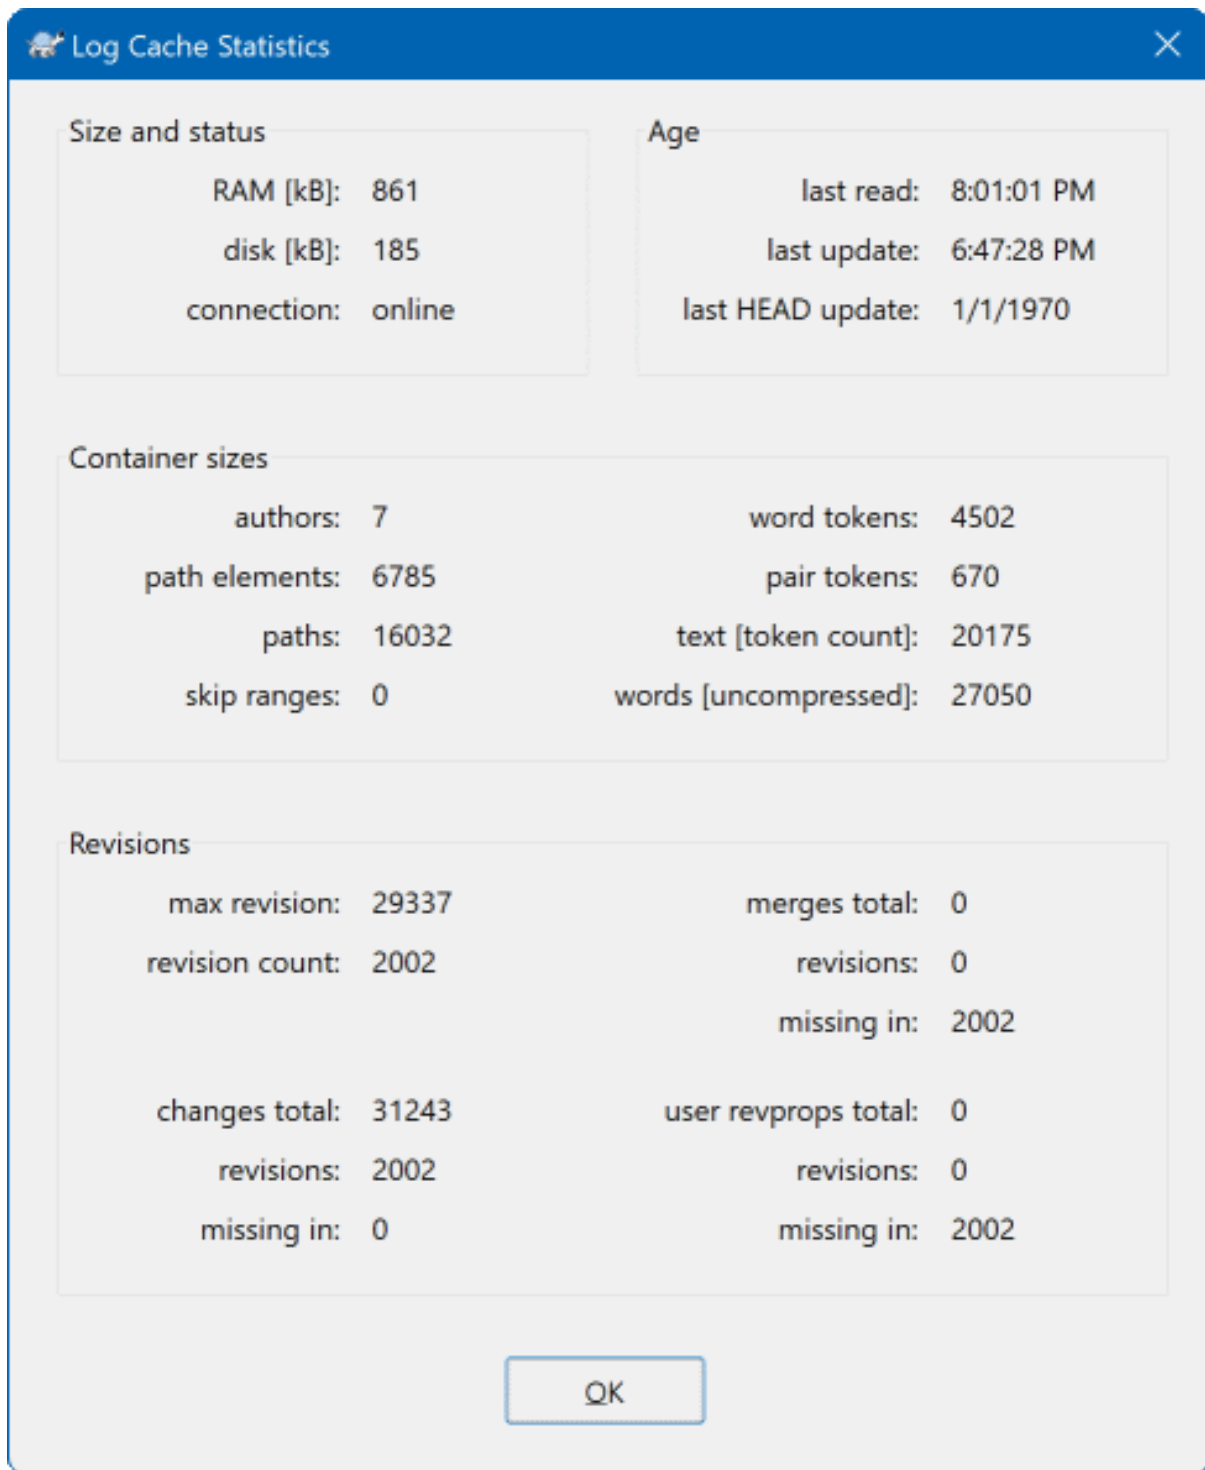 Log Cache Statistics
Size and status
RAM [kB]: 861
disk [kB]: 185
connection: online
Age
last read: 8:01:01 PM
last update: 6:47:28 PM
last HEAD update: 1/1/1970
Container sizes
authors: 7
path elements: 6785
paths: 16032
skip ranges: 0
word tokens: 4502
pair tokens: 670
text [token count]: 20175
words [uncompressed]: 27050
Revisions
max revision: 29337
revision count: 2002
merges total: 0
revisions: 0
missing in: 2002
changes total: 31243
revisions: 2002
missing in: 0
user revprops total: 0
revisions: 0
missing in: 2002
OK